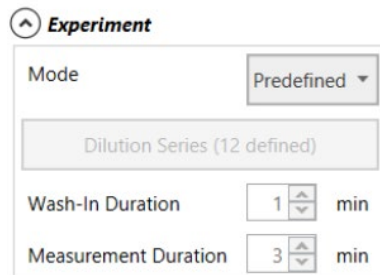 Experiment
Mode Predefined
Dilution Series (12 defined)
Wash-In Duration 1 min
Measurement Duration 3 min